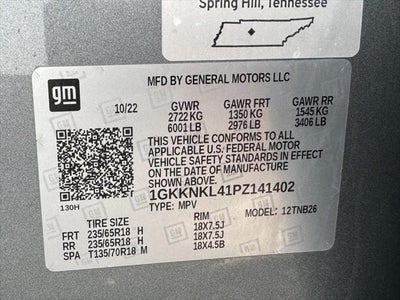 Spring Hill, Tennessee
gm
MFD BY GENERAL MOTORS LLC
10/22 GVWR GAWR FRT GAWR RR
2722 KG 1350 KG 1545 KG
6001 LB 2976 LB 3406 LB
THIS VEHICLE CONFORMS TO ALL
APPLICABLE U.S. FEDERAL MOTOR
VEHICLE SAFETY STANDARDS IN EFFECT
ON THE DATE OF MANUFACTURE
SHOWN ABOVE.
1GKKNKL41PZ141402
130H
TYPE: MPV MODEL: 12TNB26
TIRE SIZE RIM
FRT 235/65R18 H 18X7.5J
RR 235/65R18 H 18X7.5J
SPA T135/70R18 M 18X4.5B